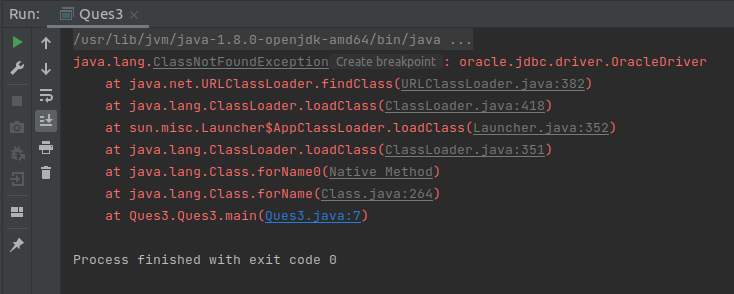 Run: Ques3 ×
/usr/lib/jvm/java-1.8.0-openjdk-amd64/bin/java ...
java.lang.ClassNotFoundException Create breakpoint : oracle.jdbc.driver.OracleDriver
at java.net.URLClassLoader.findClass(URLClassLoader.java:382)
at java.lang.ClassLoader.loadClass(ClassLoader.java:418)
at sun.misc.Launcher$AppClassLoader.loadClass(Launcher.java:352)
at java.lang.ClassLoader.loadClass(ClassLoader.java:351)
at java.lang.Class.forName0(Native Method)
at java.lang.Class.forName(Class.java:264)
at Ques3.Ques3.main(Ques3.java:7)
Process finished with exit code 0